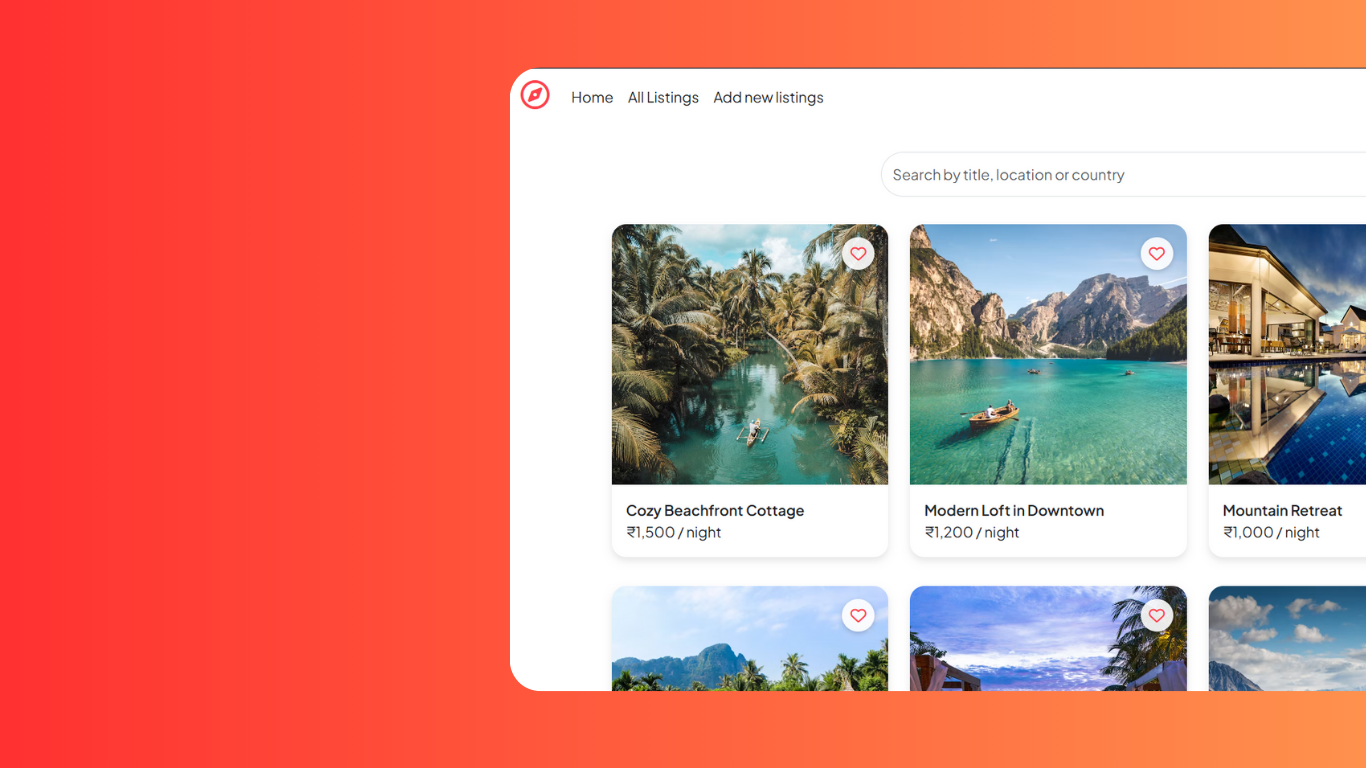 Home All Listings Add new listings
Search by title, location or country
Cozy Beachfront Cottage
₹1,500 / night
Modern Loft in Downtown
₹1,200 / night
Mountain Retreat
₹1,000 / night